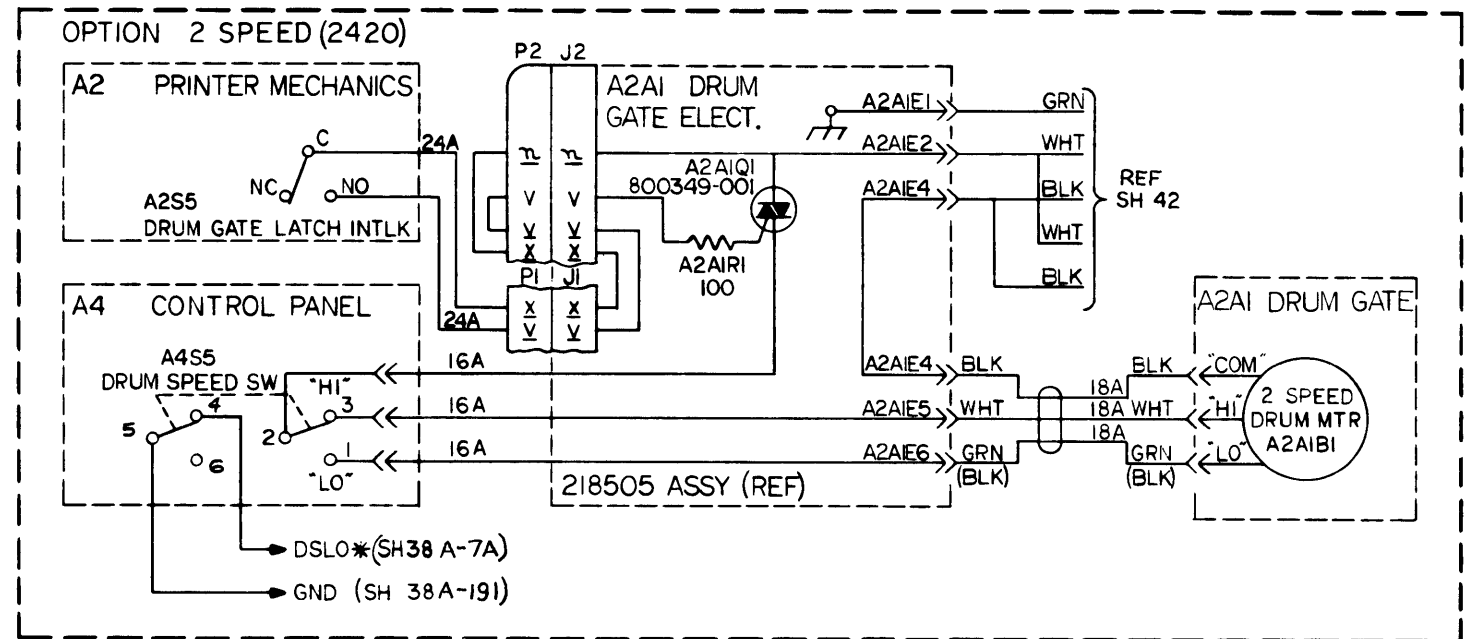 OPTION 2 SPEED (2420)
A2 PRINTER MECHANICS
C
NC
NO
A2S5
DRUM GATE LATCH INTLK
24A
24A
P2 J2
n n
V V
V V
X X
P1 J1
X X
V V
A2A1 DRUM
GATE ELECT.
A2A1Q1
800349-001
A2A1R1
100
A2A1E1
A2A1E2
A2A1E4
GRN
WHT
BLK
WHT
BLK
REF
SH 42
A4 CONTROL PANEL
A4S5
DRUM SPEED SW
"HI"
4
3
5
2
6
1
"LO"
16A
16A
16A
A2A1E4
BLK
A2A1E5
WHT
A2A1E6
GRN
(BLK)
218505 ASSY (REF)
18A
18A
18A
BLK
WHT
GRN
(BLK)
A2A1 DRUM GATE
"COM"
"HI"
"LO"
2 SPEED
DRUM MTR
A2A1B1
DSLO*(SH38 A-7A)
GND (SH 38A-191)